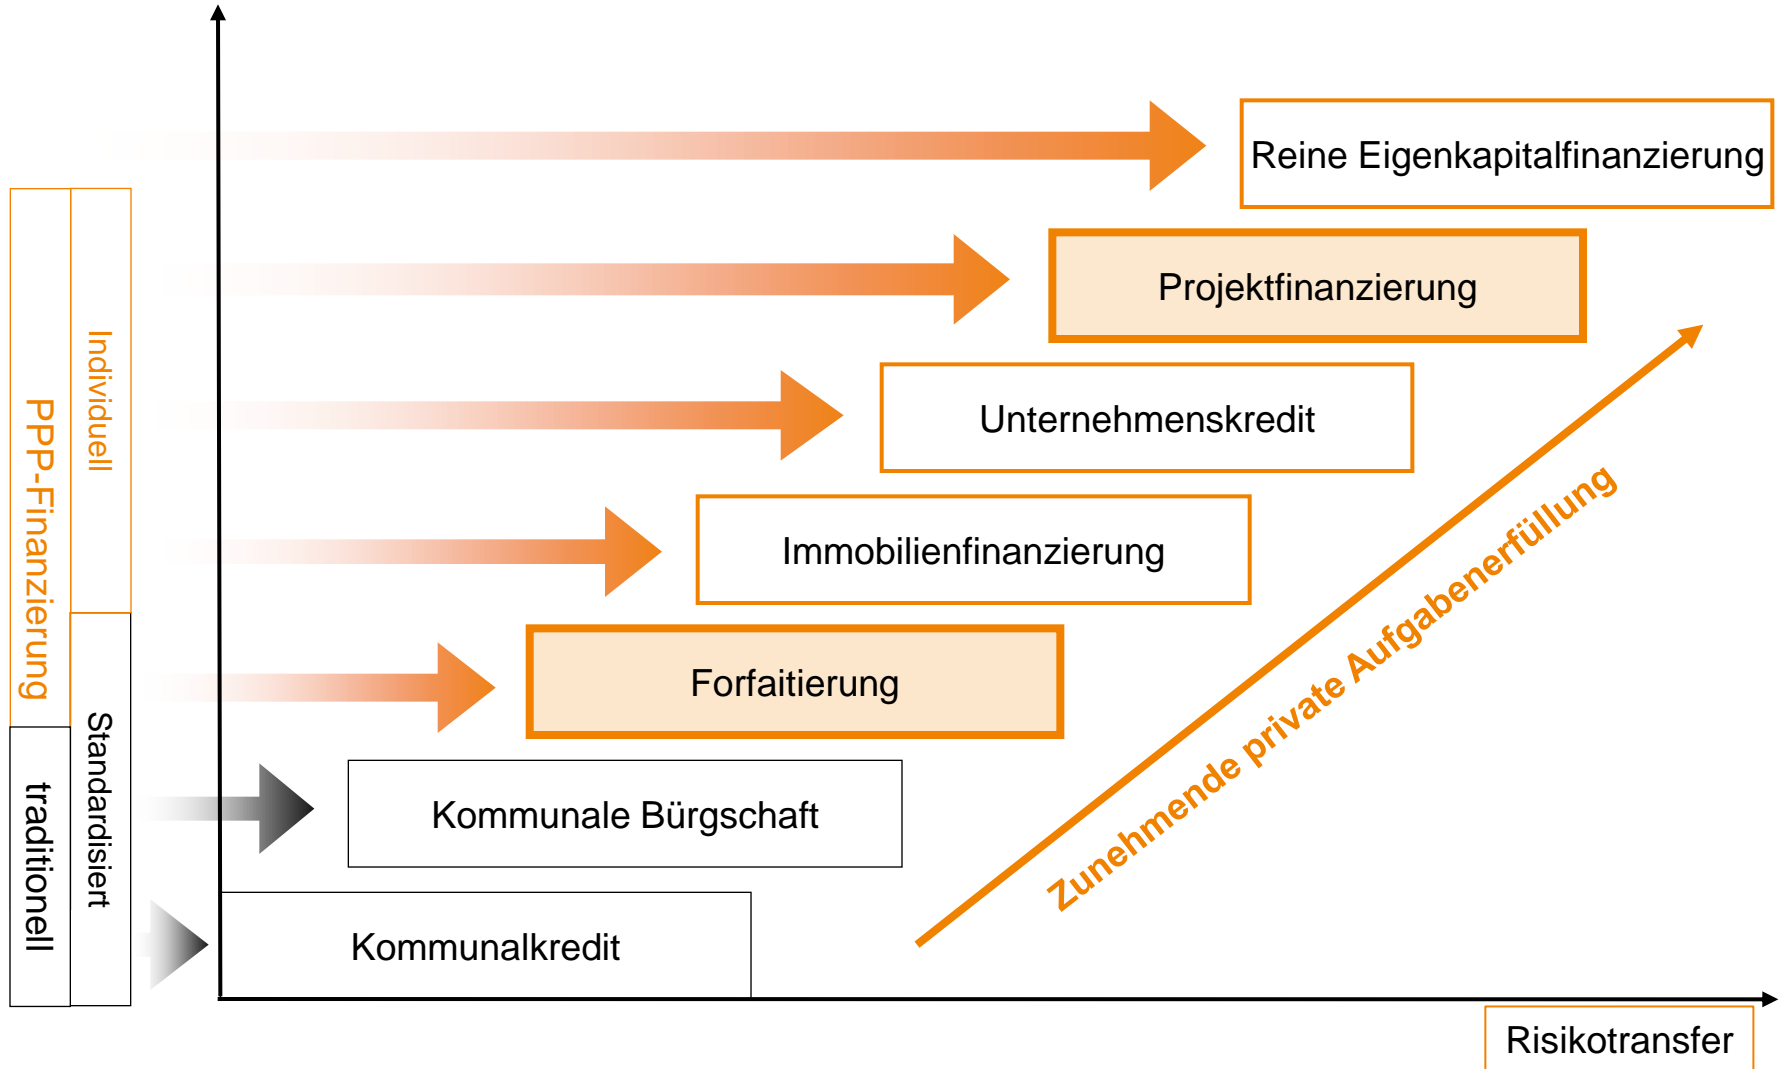 Reine Eigenkapitalfinanzierung
Projektfinanzierung
Unternehmenskredit
Immobilienfinanzierung
Forfaitierung
Kommunale Bürgschaft
Kommunalkredit
PPP-Finanzierung
traditionell
Individuell
Standardisiert
Zunehmende private Aufgabenerfüllung
Risikotransfer